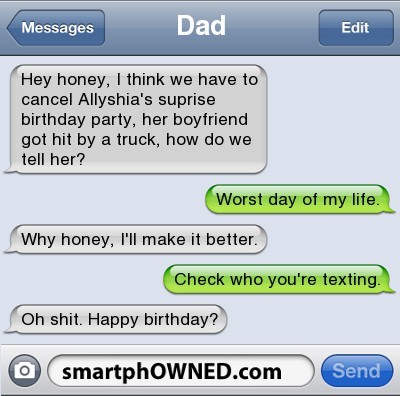 Messages
Dad
Edit
Hey honey, I think we have to
cancel Allyshia's suprise
birthday party, her boyfriend
got hit by a truck, how do we
tell her?
Worst day of my life.
Why honey, I'll make it better.
Check who you're texting.
Oh shit. Happy birthday?
smartphOWNED.com
Send